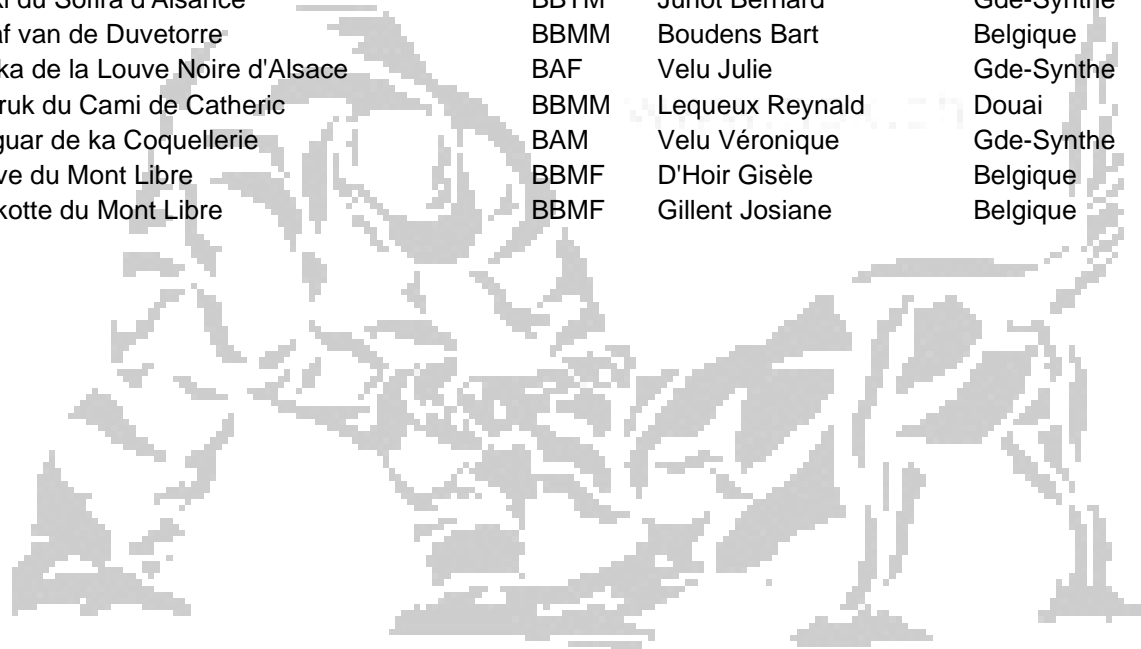 du Sofira d'Alsance BBTM Junot Bernard Gde-Synthe
af van de Duvetorre BBMM Boudens Bart Belgique
ka de la Louve Noire d'Alsace BAF Velu Julie Gde-Synthe
ruk du Cami de Catheric BBMM Lequeux Reynald Douai
guar de ka Coquellerie BAM Velu Véronique Gde-Synthe
ve du Mont Libre BBMF D'Hoir Gisèle Belgique
kotte du Mont Libre BBMF Gillent Josiane Belgique